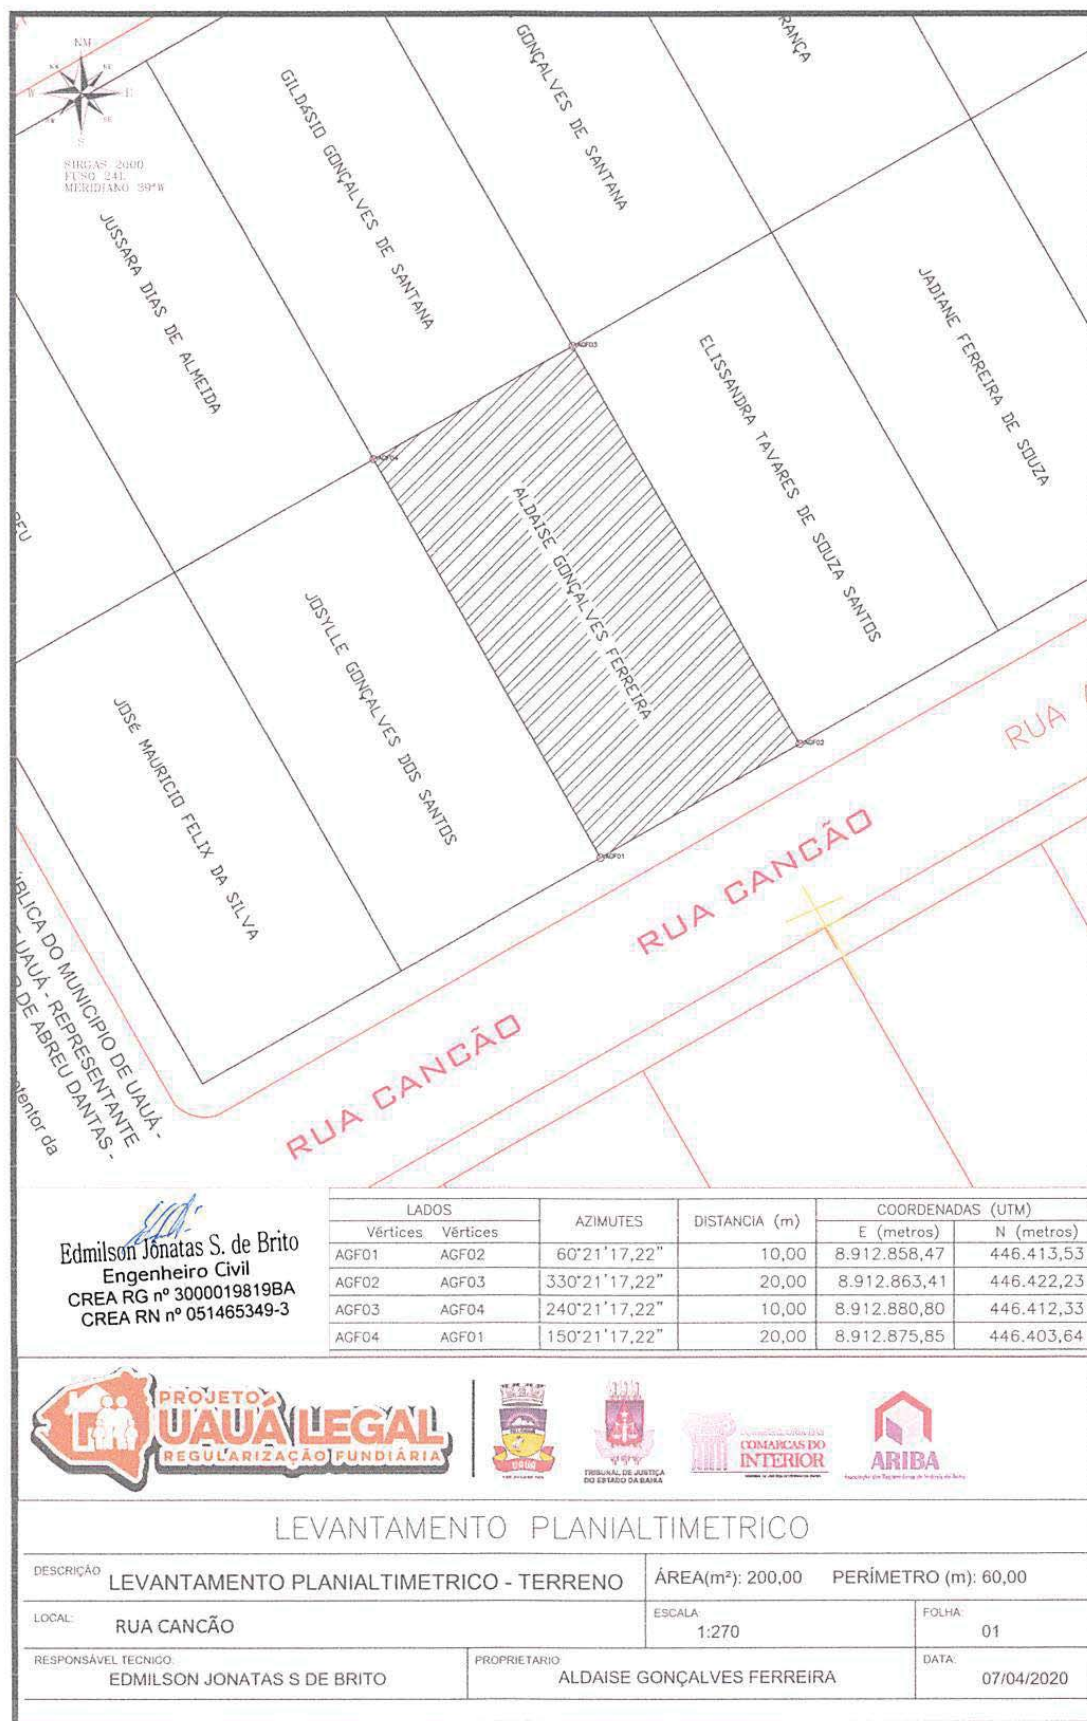 NM
W
E
S
SIRGAS 2000
FUSO 24L
MERIDIANO 39°W
GILDÁSIO GONÇALVES DE SANTANA
GONÇALVES DE SANTANA
RANÇA
JUSSARA DIAS DE ALMEIDA
JADIANE FERREIRA DE SOUZA
AGF03
ELISSANDRA TAVARES DE SOUZA SANTOS
AGF04
ALDAISE GONÇALVES FERREIRA
REU
JOSYLLE GONÇALVES DOS SANTOS
JOSÉ MAURICIO FELIX DA SILVA
AGF02
AGF01
RUA
RUA CANCÃO
RUA CANCÃO
ÚBLICA DO MUNICIPIO DE UAUÁ -
E UAUÁ - REPRESENTANTE
R DE ABREU DANTAS -
da
Edmilson Jônatas S. de Brito
Engenheiro Civil
CREA RG nº 3000019819BA
CREA RN nº 051465349-3
LADOS AZIMUTES DISTANCIA (m) COORDENADAS (UTM)
Vértices Vértices E (metros) N (metros)
AGF01 AGF02 60°21'17,22" 10,00 8.912.858,47 446.413,53
AGF02 AGF03 330°21'17,22" 20,00 8.912.863,41 446.422,23
AGF03 AGF04 240°21'17,22" 10,00 8.912.880,80 446.412,33
AGF04 AGF01 150°21'17,22" 20,00 8.912.875,85 446.403,64
PROJETO
UAUÁ LEGAL
REGULARIZAÇÃO FUNDIÁRIA
UAUÁ
TRIBUNAL DE JUSTIÇA
DO ESTADO DA BAHIA
COMARCAS DO
INTERIOR
ARIBA
LEVANTAMENTO PLANIALTIMETRICO
DESCRIÇÃO LEVANTAMENTO PLANIALTIMETRICO - TERRENO ÁREA(m²): 200,00 PERÍMETRO (m): 60,00
LOCAL: RUA CANCÃO ESCALA 1:270 FOLHA: 01
RESPONSÁVEL TECNICO: EDMILSON JONATAS S DE BRITO PROPRIETARIO ALDAISE GONÇALVES FERREIRA DATA: 07/04/2020